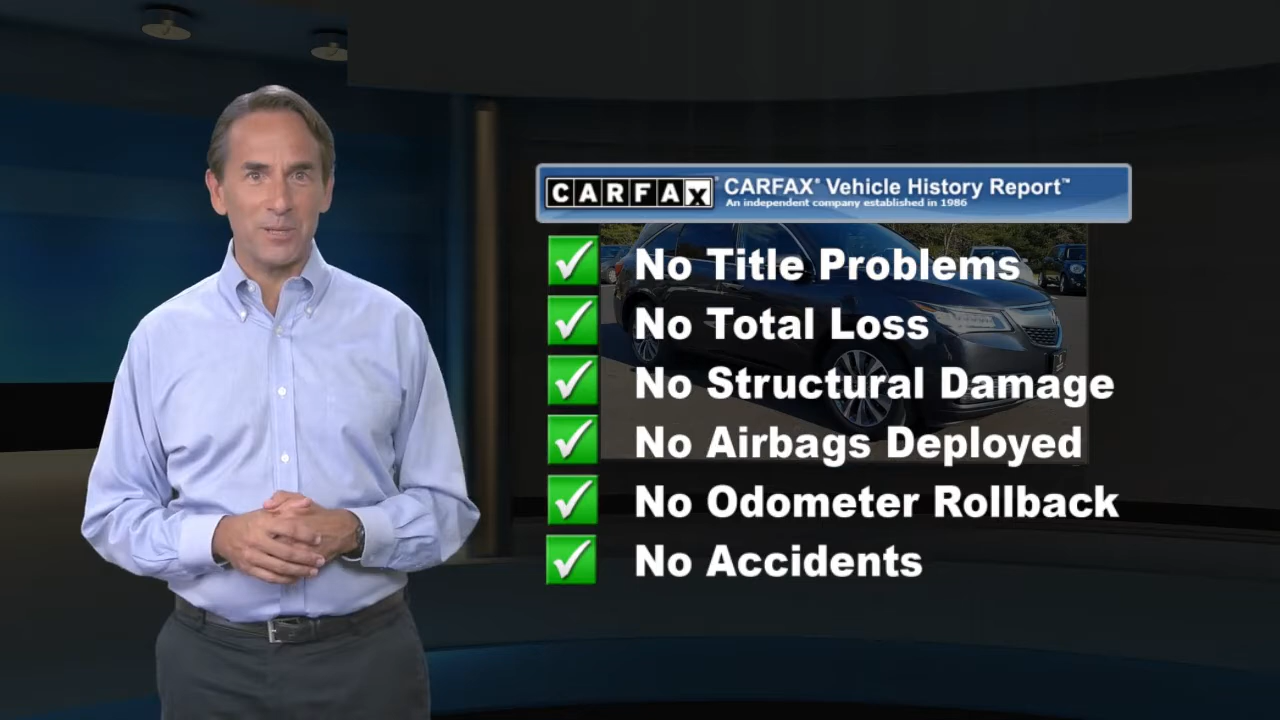 CARFAX® CARFAX® Vehicle History Report™
An independent company established in 1986
No Title Problems
No Total Loss
No Structural Damage
No Airbags Deployed
No Odometer Rollback
No Accidents